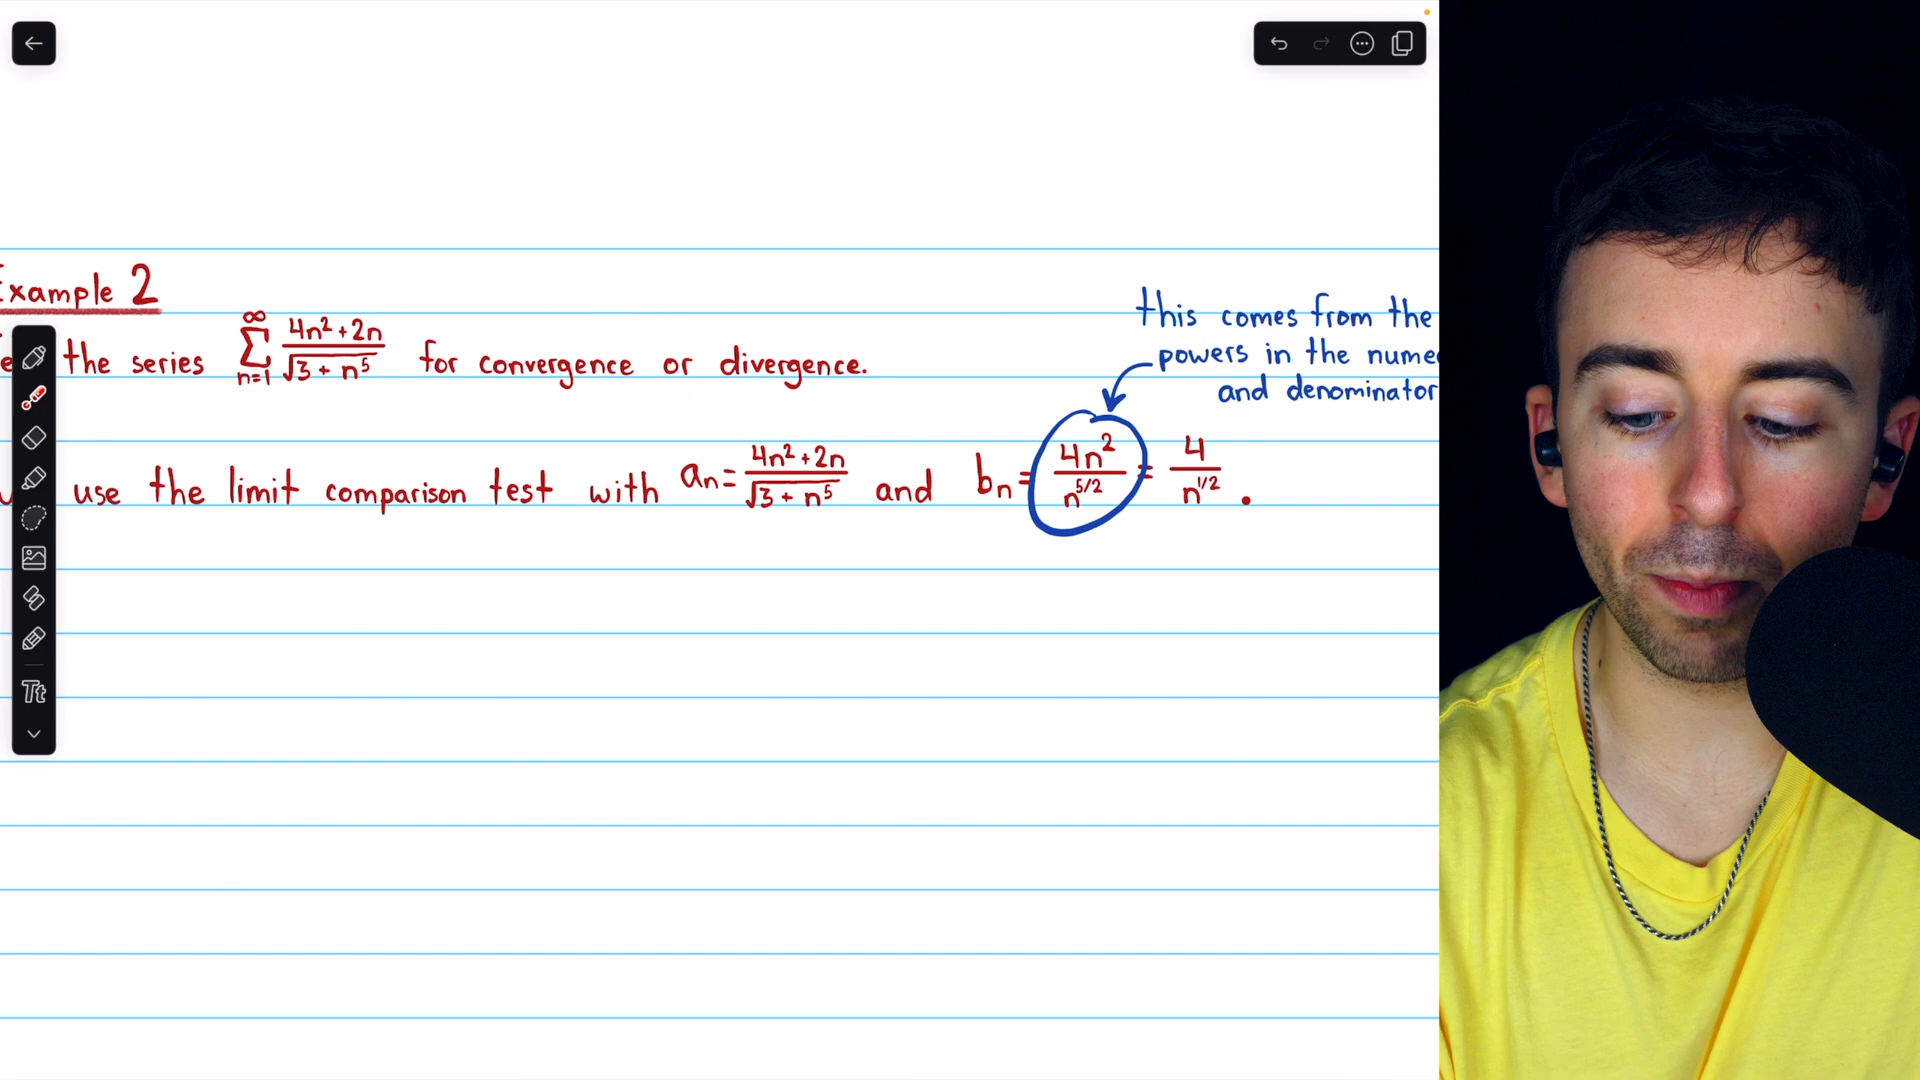 Example 2
the series ∞ ∑ n=1 4n²+2n / √3 + n⁵ for convergence or divergence.
this comes from the
powers in the nume
and denominator
use the limit comparison test with aₙ = 4n²+2n / √3 + n⁵ and bₙ = 4n² / n^5/2 = 4 / n^1/2 .
Tt